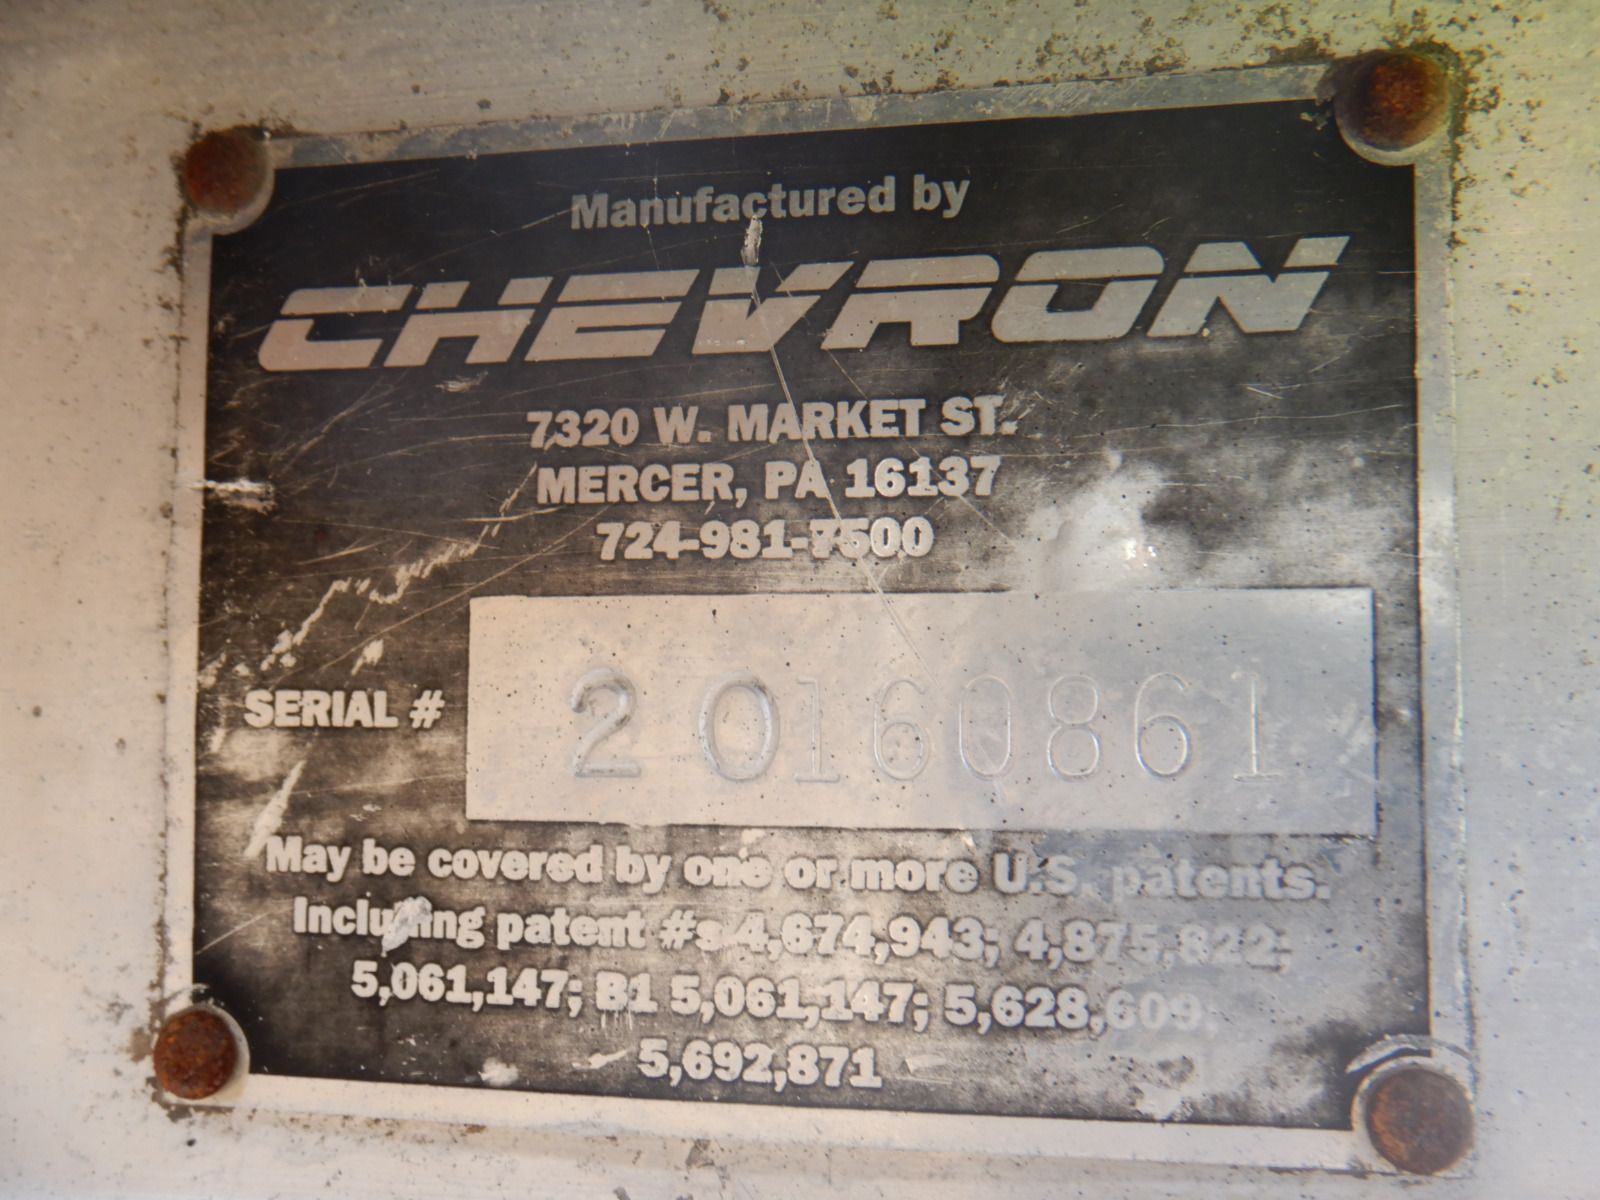 Manufactured by
CHEVRON
7320 W. MARKET ST.
MERCER, PA 16137
724-981-7500
SERIAL # 20160861
May be covered by one or more U.S. patents.
Including patent #s 4,674,943; 4,875,822;
5,061,147; B1 5,061,147; 5,628,609;
5,692,871